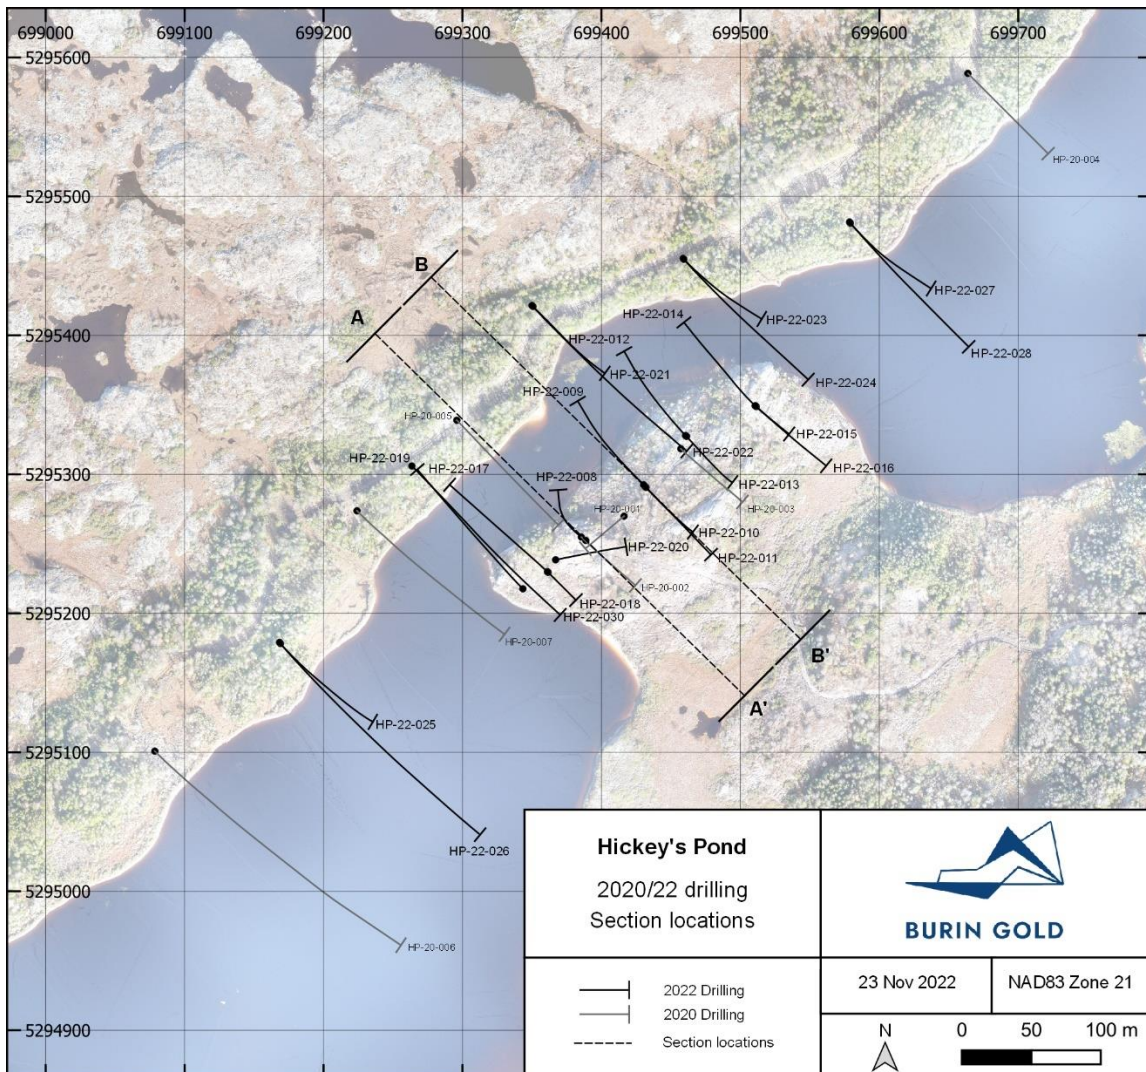 699000 699100 699200 699300 699400 699500 699600 699700
5295600
5295500
5295400
5295300
5295200
5295100
5295000
5294900
HP-20-004
B
A
HP-22-027
HP-22-014
HP-22-023
HP-22-028
HP-22-012
HP-22-021
HP-22-024
HP-22-009
HP-20-005
HP-22-015
HP-22-019
HP-22-017
HP-22-022
HP-22-016
HP-22-008
HP-22-013
HP-20-003
HP-20-001
HP-22-010
HP-22-020
HP-22-011
HP-20-002
HP-22-018
HP-22-030
HP-20-007
B'
A'
HP-22-025
HP-22-026
HP-20-006
Hickey's Pond
2020/22 drilling
Section locations
2022 Drilling
2020 Drilling
Section locations
BURIN GOLD
23 Nov 2022 NAD83 Zone 21
N 0 50 100 m